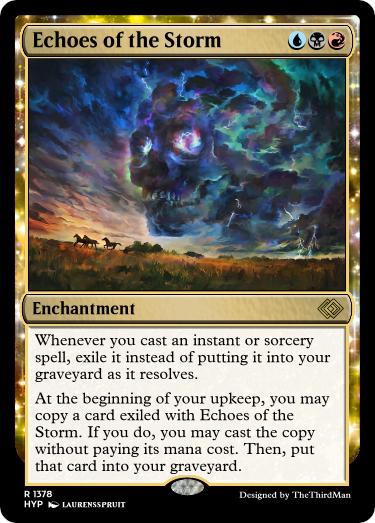 Echoes of the Storm
Enchantment
Whenever you cast an instant or sorcery
spell, exile it instead of putting it into your
graveyard as it resolves.
At the beginning of your upkeep, you may
copy a card exiled with Echoes of the
Storm. If you do, you may cast the copy
without paying its mana cost. Then, put
that card into your graveyard.
R 1378
HYP LAURENSSPRUIT
Designed by TheThirdMan